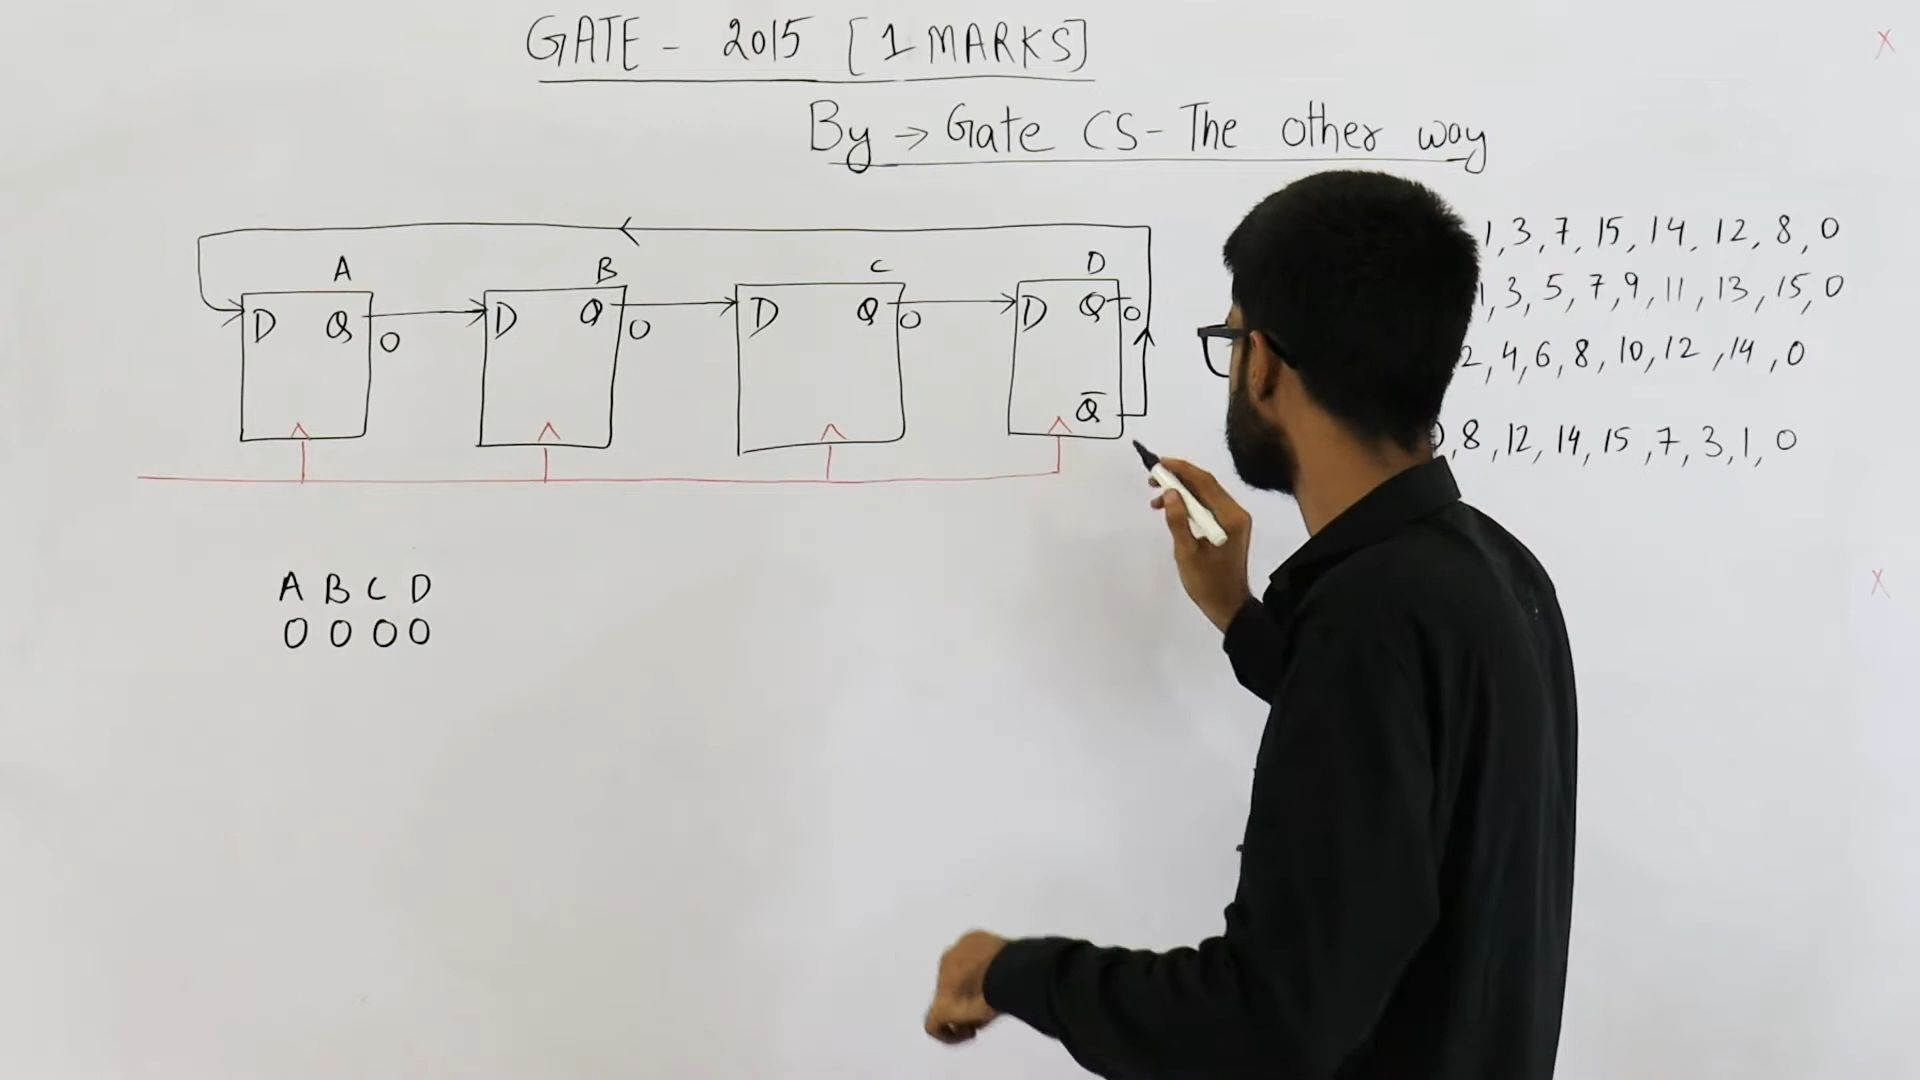 GATE - 2015 [1 MARKS]
By → Gate CS - The other way
A B C D
D Q 0 D Q 0 D Q 0 D Q 0
Q̅
1, 3, 7, 15, 14, 12, 8, 0
1, 3, 5, 7, 9, 11, 13, 15, 0
2, 4, 6, 8, 10, 12, 14, 0
, 8, 12, 14, 15, 7, 3, 1, 0
A B C D
0 0 0 0
X
X